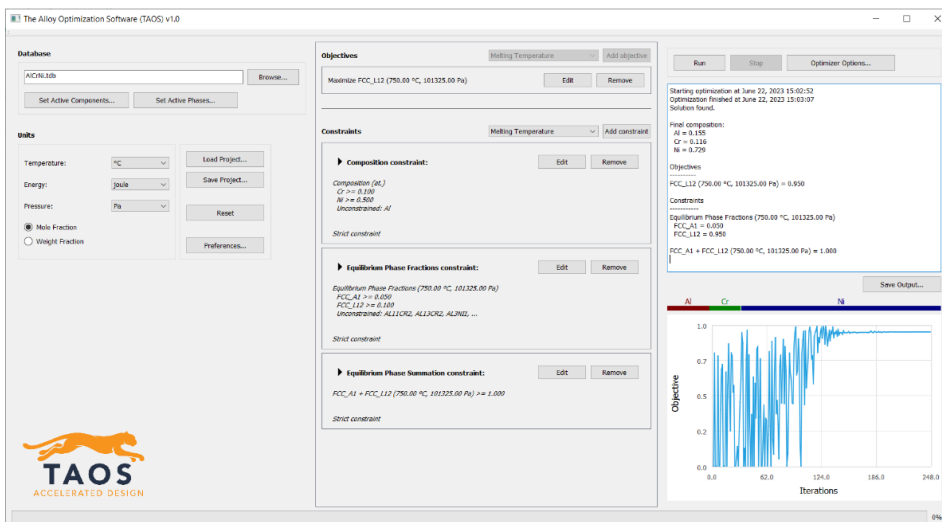 The Alloy Optimization Software (TAOS) v1.0
Database
AlCrNi.tdb
Browse...
Set Active Components...
Set Active Phases...
Units
Temperature:
°C
Load Project...
Energy:
joule
Save Project...
Pressure:
Pa
Reset
Mole Fraction
Weight Fraction
Preferences...
TAOS
ACCELERATED DESIGN
Objectives
Melting Temperature
Add objective
Maximize FCC_L12 (750.00 °C, 101325.00 Pa)
Edit
Remove
Constraints
Melting Temperature
Add constraint
Composition constraint:
Edit
Remove
Composition (at.)
Cr >= 0.100
Ni >= 0.500
Unconstrained: Al
Strict constraint
Equilibrium Phase Fractions constraint:
Edit
Remove
Equilibrium Phase Fractions (750.00 °C, 101325.00 Pa)
FCC_A1 >= 0.050
FCC_L12 >= 0.100
Unconstrained: AL11CR2, AL13CR2, AL3NI1, ...
Strict constraint
Equilibrium Phase Summation constraint:
Edit
Remove
FCC_A1 + FCC_L12 (750.00 °C, 101325.00 Pa) >= 1.000
Strict constraint
Run
Stop
Optimizer Options...
Starting optimization at June 22, 2023 15:02:52
Optimization finished at June 22, 2023 15:03:07
Solution found.
Final composition:
Al = 0.155
Cr = 0.116
Ni = 0.729
Objectives
----------
FCC_L12 (750.00 °C, 101325.00 Pa) = 0.950
Constraints
-----------
Equilibrium Phase Fractions (750.00 °C, 101325.00 Pa)
FCC_A1 = 0.050
FCC_L12 = 0.950
FCC_A1 + FCC_L12 (750.00 °C, 101325.00 Pa) = 1.000
Save Output...
Al Cr Ni
1.0
0.7
0.5
0.2
0.0
Objective
0.0 62.0 124.0 186.0 248.0
Iterations
0%